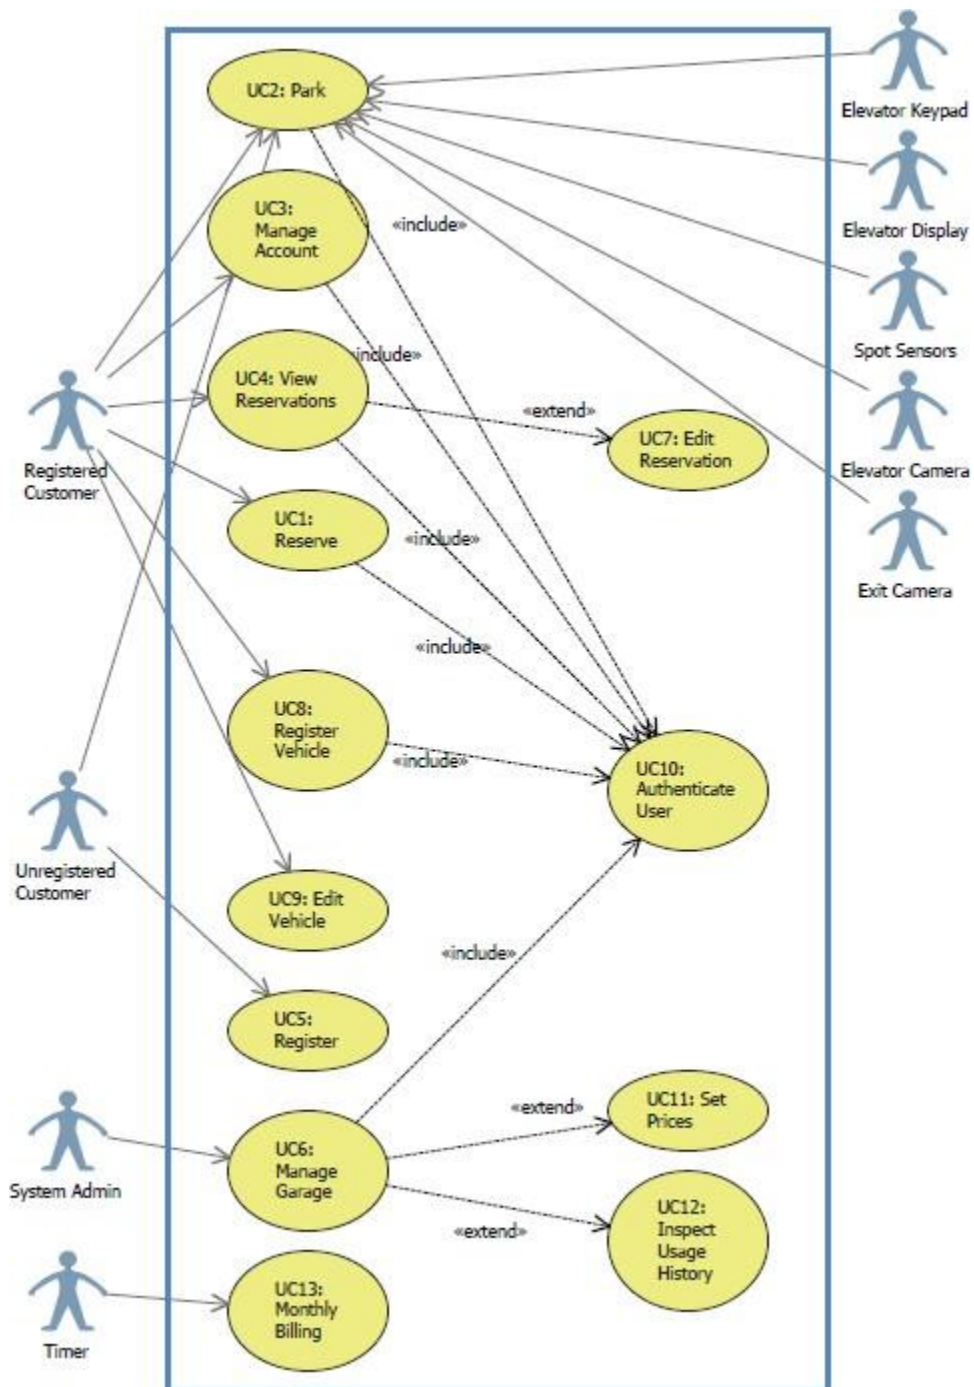 UC2: Park
Elevator Keypad
UC3:
Manage
Account
«include»
Elevator Display
«include»
Spot Sensors
UC4: View
Reservations
«extend»
UC7: Edit
Reservation
Elevator Camera
Registered
Customer
UC1:
Reserve
«include»
Exit Camera
«include»
UC8:
Register
Vehicle
«include»
UC10:
Authenticate
User
Unregistered
Customer
UC9: Edit
Vehicle
«include»
UC5:
Register
UC11: Set
Prices
«extend»
System Admin
UC6:
Manage
Garage
«extend»
UC12:
Inspect
Usage
History
UC13:
Monthly
Billing
Timer